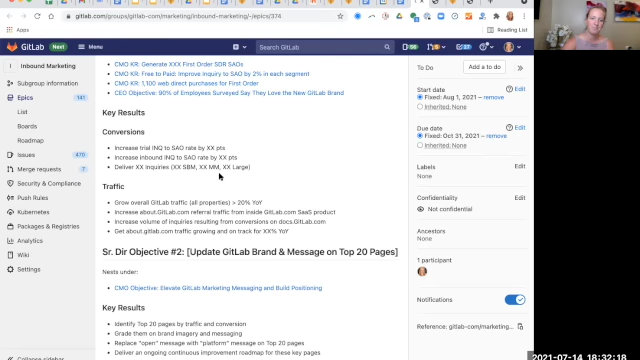 gitlab.com/groups/gitlab-com/marketing/inbound-marketing/-/epics/374
Reading List
GitLab
Next
Menu
Search GitLab
Inbound Marketing
Subgroup information
Epics 141
List
Boards
Roadmap
Issues 470
Merge requests 7
Security & Compliance
Push Rules
Kubernetes
Packages & Registries
Analytics
Wiki
Settings
Collapse sidebar
CMO KR: Generate XXX First Order SDR SAOs
CMO KR: Free to Paid: Improve Inquiry to SAO by 2% in each segment
CMO KR: 1,100 web direct purchases for First Order
CEO Objective: 90% of Employees Surveyed Say They Love the New GitLab Brand
Key Results
Conversions
Increase trial INQ to SAO rate by XX pts
Increase inbound INQ to SAO rate by XX pts
Deliver XX Inquiries (XX SBM, XX MM, XX Large)
Traffic
Grow overall GitLab traffic (all properties) > 20% YoY
Increase about.GitLab.com referral traffic from inside GitLab.com SaaS product
Increase volume of inquiries resulting from conversions on docs.GitLab.com
Get about.gitlab.com traffic growing and on track for XX% YoY
Sr. Dir Objective #2: [Update GitLab Brand & Message on Top 20 Pages]
Nests under:
CMO Objective: Elevate GitLab Marketing Messaging and Build Positioning
Key Results
Identify Top 20 pages by traffic and conversion
Grade them on brand imagery and messaging
Replace "open" message with "platform" message on Top 20 pages
Deliver an ongoing continuous improvement roadmap for these key pages
To Do
Add a to do
Start date
Edit
Fixed: Aug 1, 2021 - remove
Inherited: None
Due date
Edit
Fixed: Oct 31, 2021 - remove
Inherited: None
Labels
Edit
None
Confidentiality
Edit
Not confidential
Ancestors
None
1 participant
Notifications
Reference: gitlab-com/marketing...
2021-07-14 18:32:18